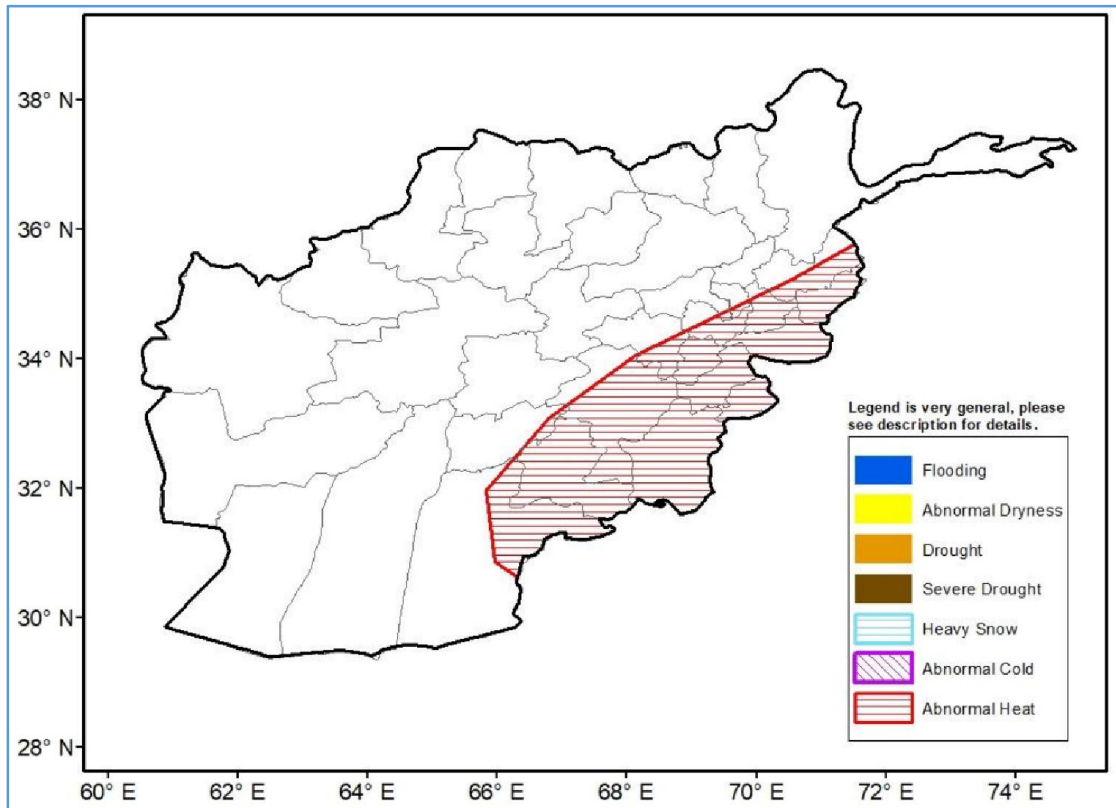 38° N
36° N
34° N
32° N
30° N
28° N
60° E
62° E
64° E
66° E
68° E
70° E
72° E
74° E
Legend is very general, please
see description for details.
Flooding
Abnormal Dryness
Drought
Severe Drought
Heavy Snow
Abnormal Cold
Abnormal Heat